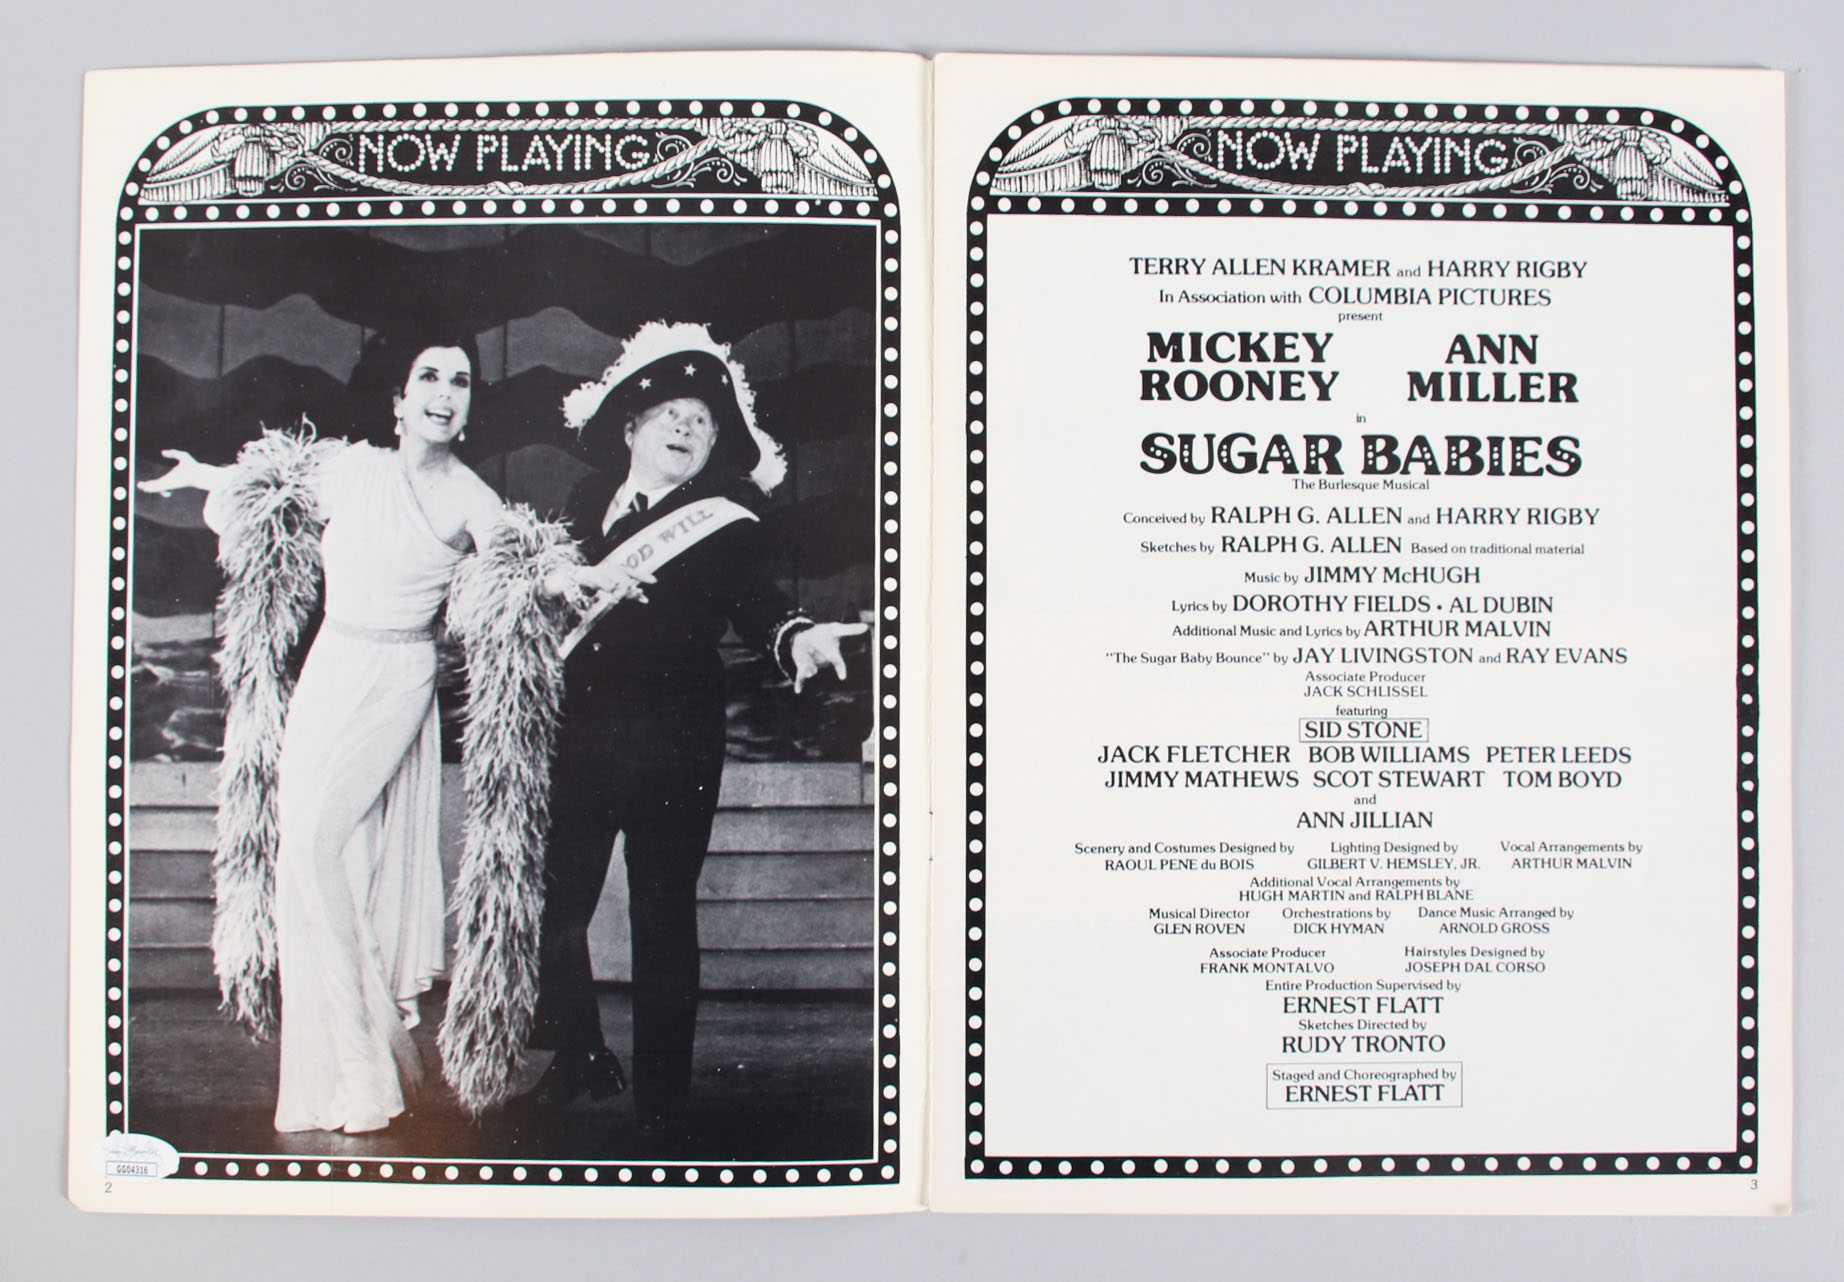 NOW PLAYING
OOD WILL
GG04316
2
NOW PLAYING
TERRY ALLEN KRAMER and HARRY RIGBY
In Association with COLUMBIA PICTURES
present
MICKEY ANN
ROONEY MILLER
in
SUGAR BABIES
The Burlesque Musical
Conceived by RALPH G. ALLEN and HARRY RIGBY
Sketches by RALPH G. ALLEN Based on traditional material
Music by JIMMY McHUGH
Lyrics by DOROTHY FIELDS • AL DUBIN
Additional Music and Lyrics by ARTHUR MALVIN
"The Sugar Baby Bounce" by JAY LIVINGSTON and RAY EVANS
Associate Producer
JACK SCHLISSEL
featuring
SID STONE
JACK FLETCHER BOB WILLIAMS PETER LEEDS
JIMMY MATHEWS SCOT STEWART TOM BOYD
and
ANN JILLIAN
Scenery and Costumes Designed by Lighting Designed by Vocal Arrangements by
RAOUL PENE du BOIS GILBERT V. HEMSLEY, JR. ARTHUR MALVIN
Additional Vocal Arrangements by
HUGH MARTIN and RALPH BLANE
Musical Director Orchestrations by Dance Music Arranged by
GLEN ROVEN DICK HYMAN ARNOLD GROSS
Associate Producer Hairstyles Designed by
FRANK MONTALVO JOSEPH DAL CORSO
Entire Production Supervised by
ERNEST FLATT
Sketches Directed by
RUDY TRONTO
Staged and Choreographed by
ERNEST FLATT
3